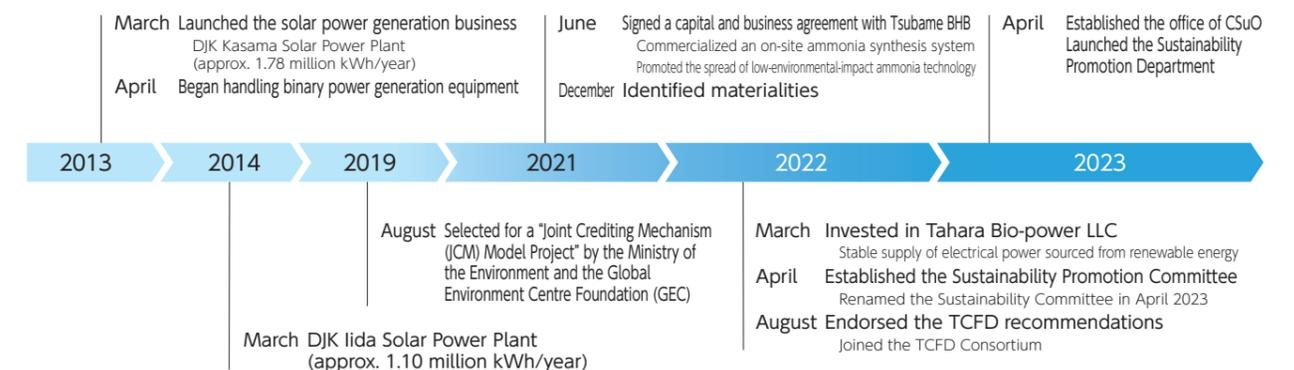 March Launched the solar power generation business
DJK Kasama Solar Power Plant
(approx. 1.78 million kWh/year)
April Began handling binary power generation equipment
June Signed a capital and business agreement with Tsubame BHB
Commercialized an on-site ammonia synthesis system
Promoted the spread of low-environmental-impact ammonia technology
December Identified materialities
April Established the office of CSuO
Launched the Sustainability
Promotion Department
2013 2014 2019 2021 2022 2023
August Selected for a "Joint Crediting Mechanism
(JCM) Model Project" by the Ministry of
the Environment and the Global
Environment Centre Foundation (GEC)
March DJK Iida Solar Power Plant
(approx. 1.10 million kWh/year)
March Invested in Tahara Bio-power LLC
Stable supply of electrical power sourced from renewable energy
April Established the Sustainability Promotion Committee
Renamed the Sustainability Committee in April 2023
August Endorsed the TCFD recommendations
Joined the TCFD Consortium